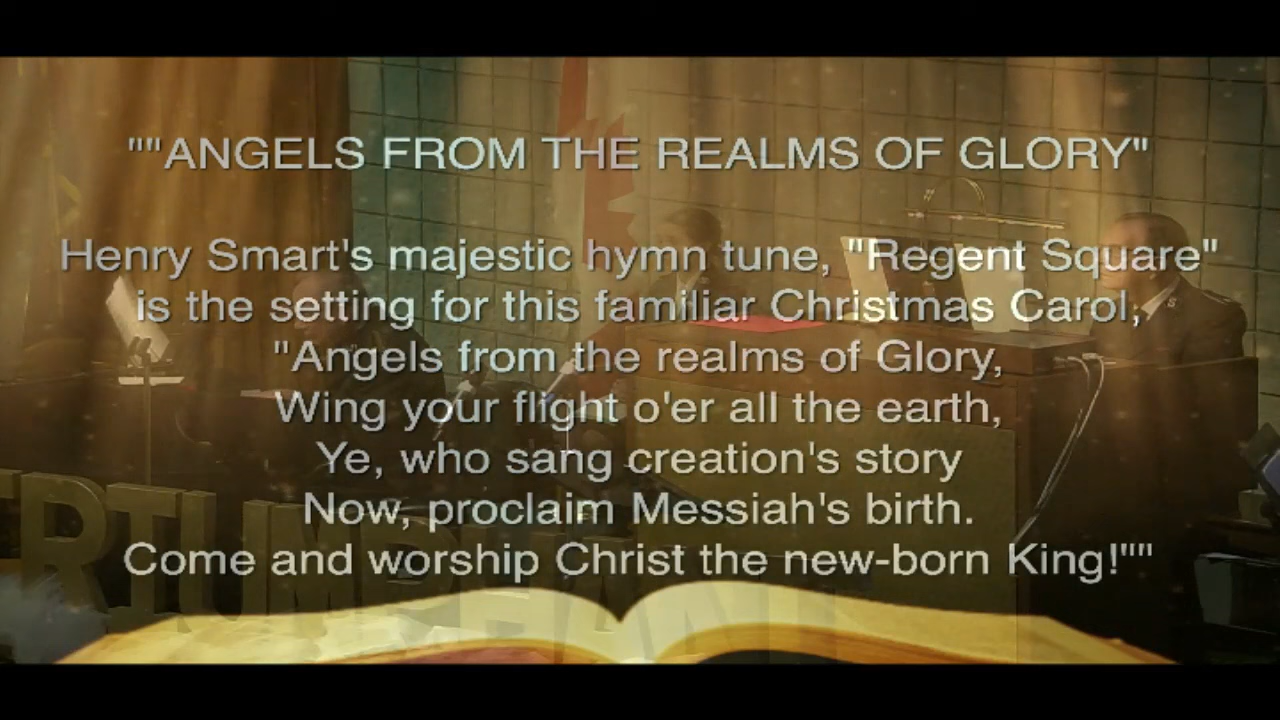 ""ANGELS FROM THE REALMS OF GLORY"
Henry Smart's majestic hymn tune, "Regent Square"
is the setting for this familiar Christmas Carol,
"Angels from the realms of Glory,
Wing your flight o'er all the earth,
Ye, who sang creation's story
Now, proclaim Messiah's birth.
Come and worship Christ the new-born King!""
TRIUMPHANT